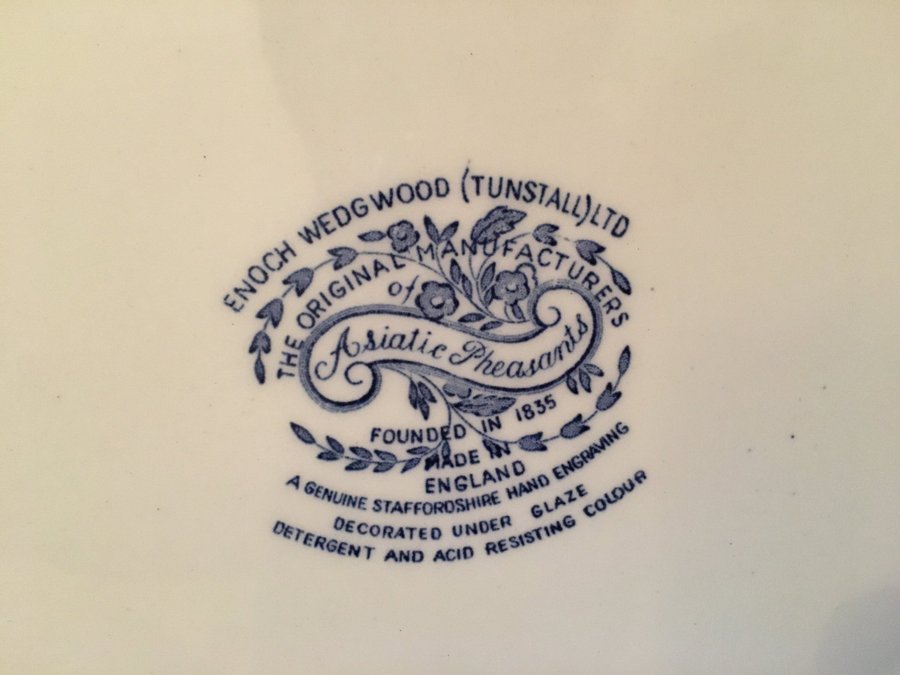 ENOCH WEDGWOOD (TUNSTALL) LTD
THE ORIGINAL MANUFACTURERS
of
Asiatic Pheasants
FOUNDED IN 1835
MADE IN
ENGLAND
A GENUINE STAFFORDSHIRE HAND ENGRAVING
DECORATED UNDER GLAZE
DETERGENT AND ACID RESISTING COLOUR